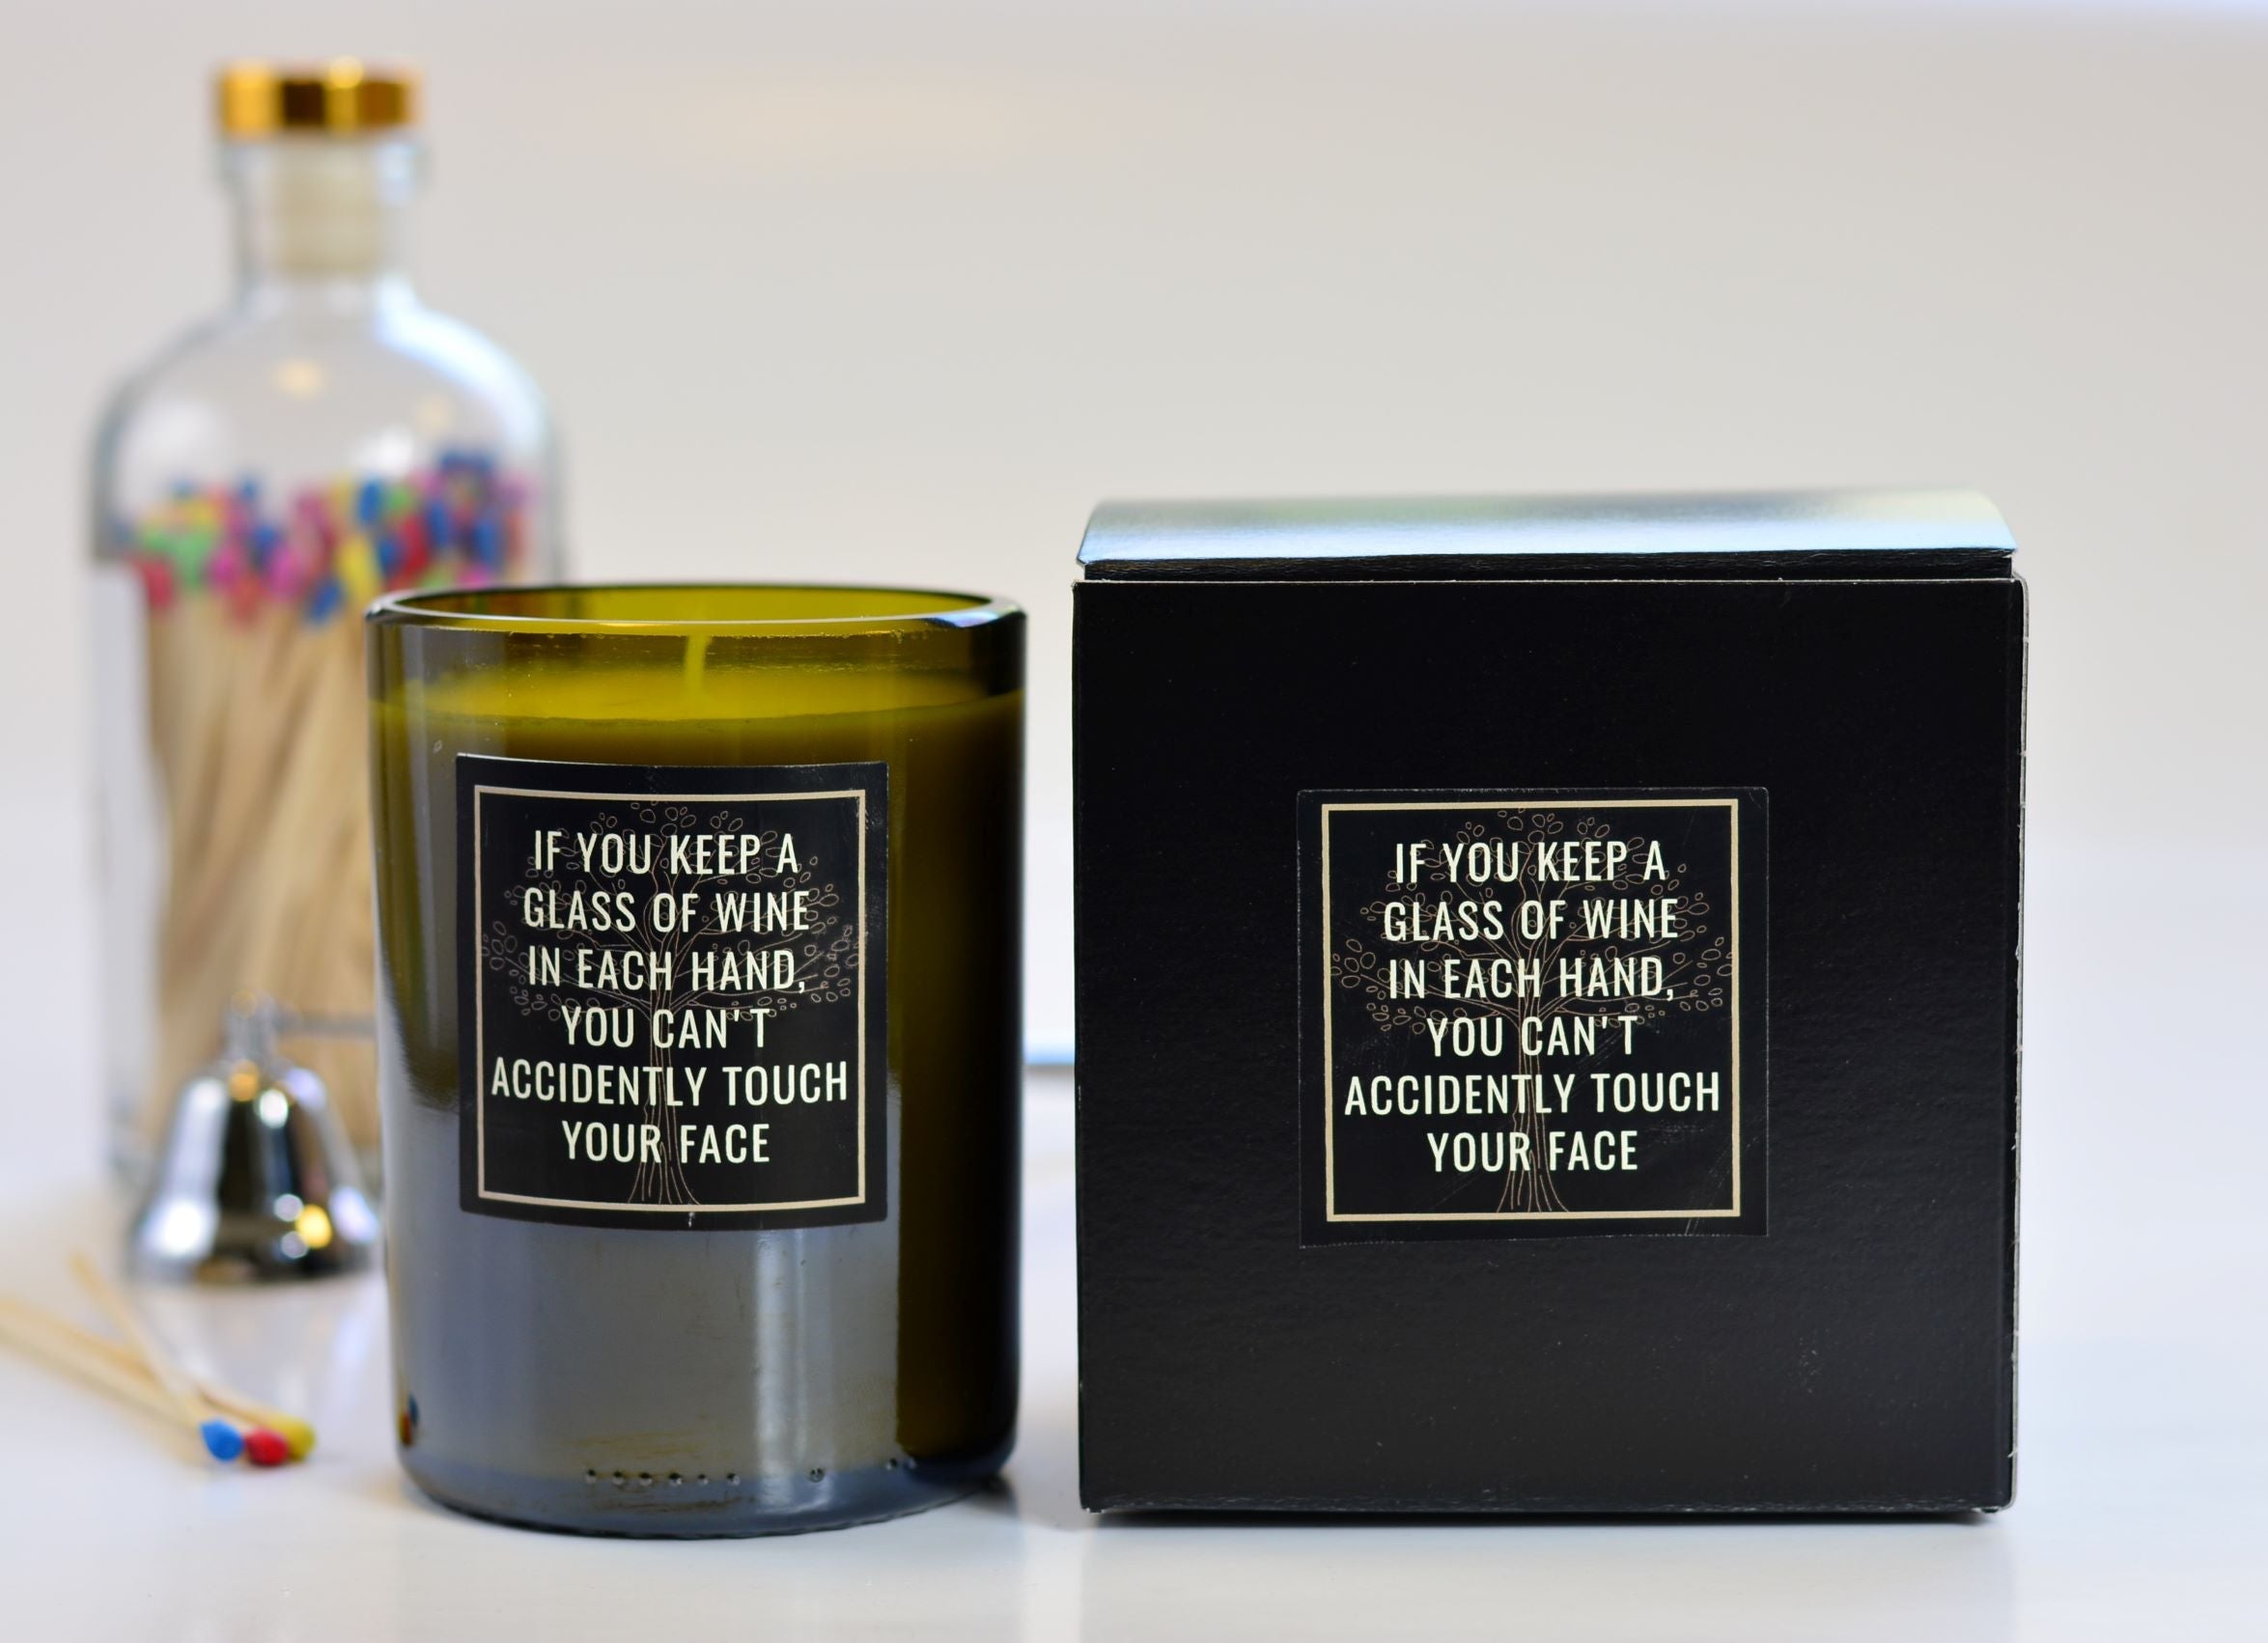 IF YOU KEEP A
GLASS OF WINE
IN EACH HAND,
YOU CAN'T
ACCIDENTLY TOUCH
YOUR FACE
IF YOU KEEP A
GLASS OF WINE
IN EACH HAND,
YOU CAN'T
ACCIDENTLY TOUCH
YOUR FACE